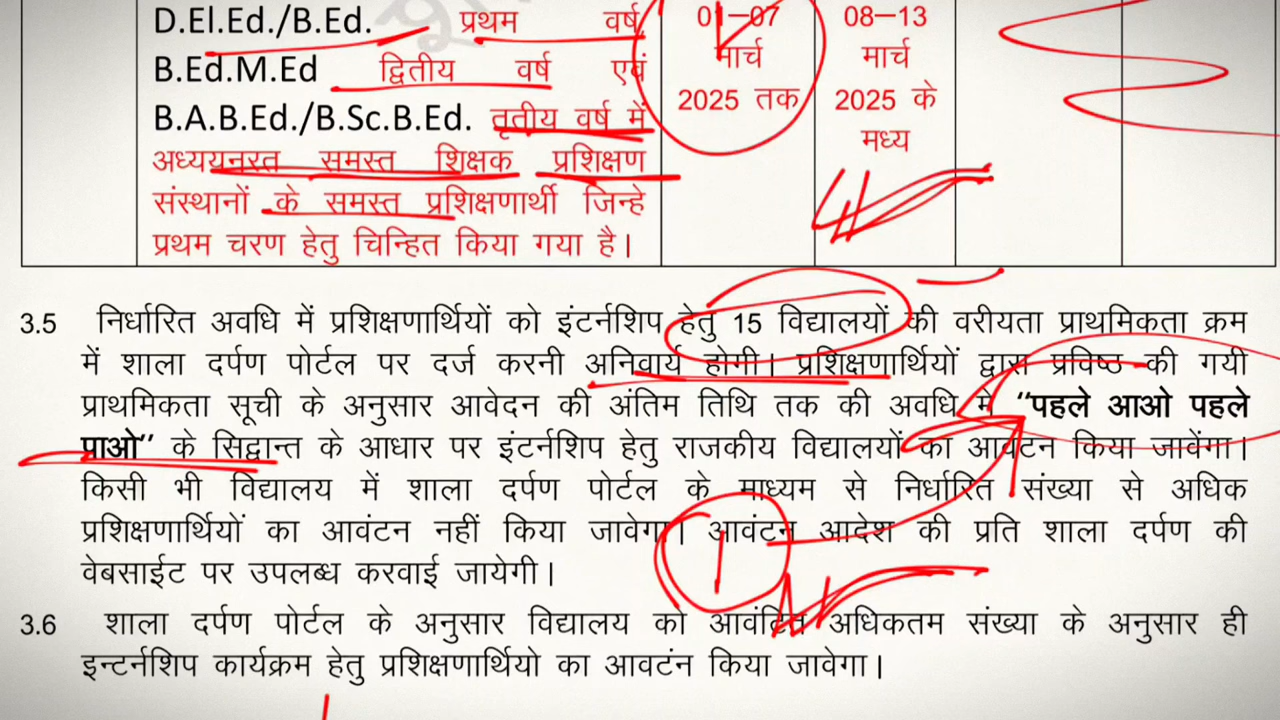 D.El.Ed./B.Ed. प्रथम वर्ष,
B.Ed.M.Ed द्वितीय वर्ष एवं
B.A.B.Ed./B.Sc.B.Ed. तृतीय वर्ष में
अध्ययनरत समस्त शिक्षक प्रशिक्षण
संस्थानों के समस्त प्रशिक्षणार्थी जिन्हे
प्रथम चरण हेतु चिन्हित किया गया है।
01–07
मार्च
2025 तक
08–13
मार्च
2025 के
मध्य
3.5 निर्धारित अवधि में प्रशिक्षणार्थियों को इंटर्नशिप हेतु 15 विद्यालयों की वरीयता प्राथमिकता क्रम
में शाला दर्पण पोर्टल पर दर्ज करनी अनिवार्य होगी। प्रशिक्षणार्थियों द्वारा प्रविष्ठ की गयी
प्राथमिकता सूची के अनुसार आवेदन की अंतिम तिथि तक की अवधि में “पहले आओ पहले
पाओ” के सिद्वान्त के आधार पर इंटर्नशिप हेतु राजकीय विद्यालयों का आवंटन किया जावेंगा।
किसी भी विद्यालय में शाला दर्पण पोर्टल के माध्यम से निर्धारित संख्या से अधिक
प्रशिक्षणार्थियों का आवंटन नहीं किया जावेगा। आवंटन आदेश की प्रति शाला दर्पण की
वेबसाईट पर उपलब्ध करवाई जायेगी।
3.6 शाला दर्पण पोर्टल के अनुसार विद्यालय को आवंटित अधिकतम संख्या के अनुसार ही
इन्टर्नशिप कार्यक्रम हेतु प्रशिक्षणार्थियो का आवटंन किया जावेगा।